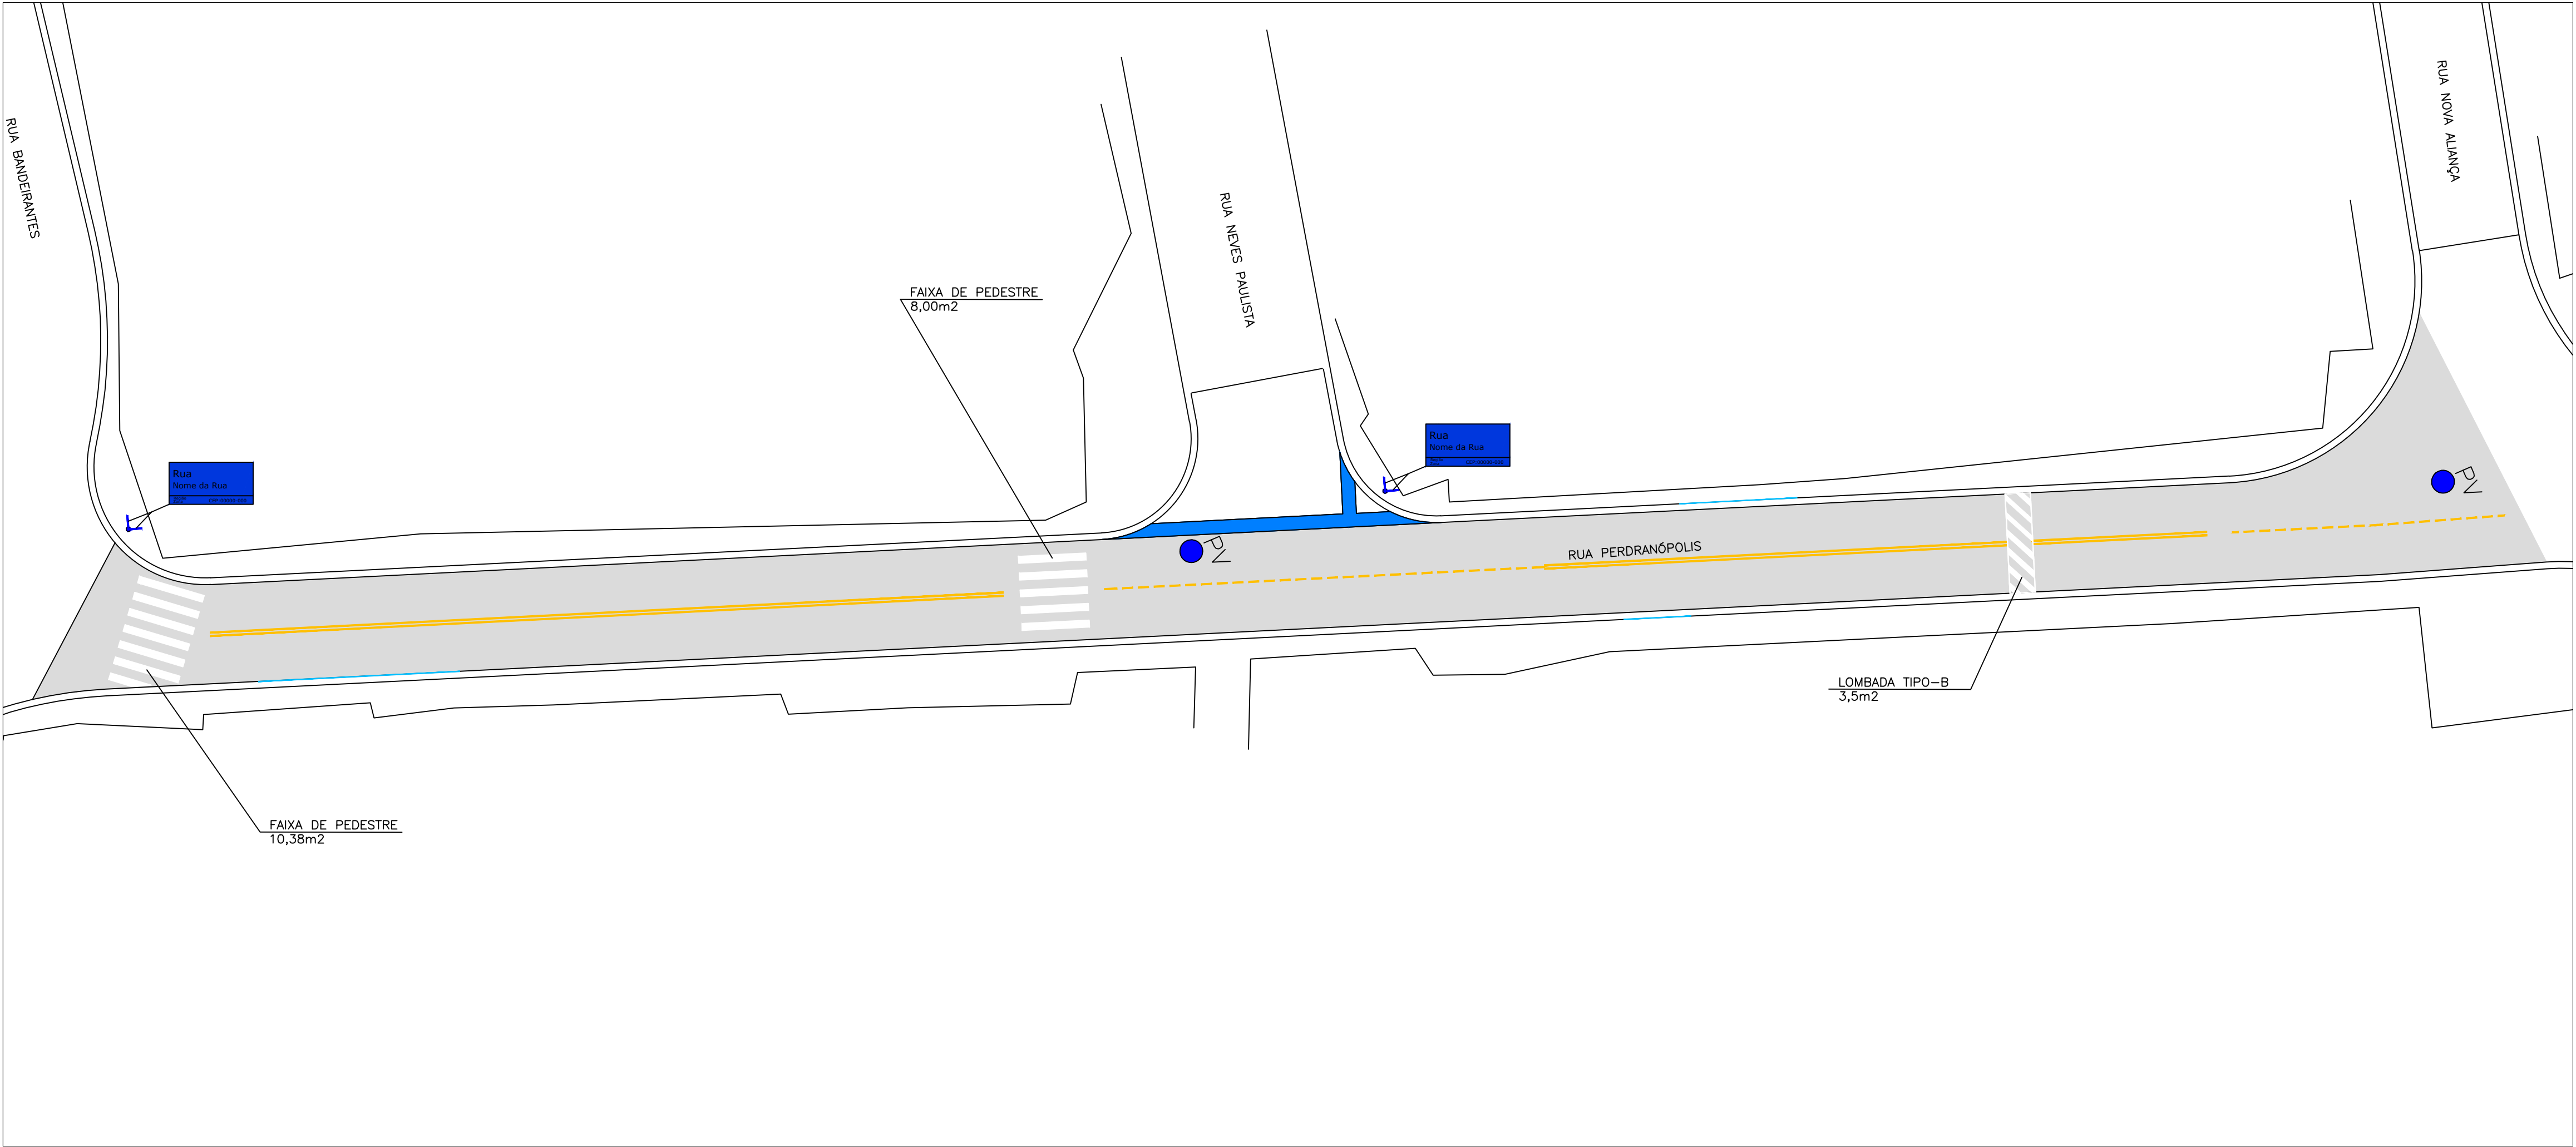 RUA BANDEIRANTES
RUA NEVES PAULISTA
RUA NOVA ALIANÇA
FAIXA DE PEDESTRE
8,00m2
Rua
Nome da Rua
Rua
Nome da Rua
PV
PV
RUA PERDRANÓPOLIS
LOMBADA TIPO-B
3,5m2
FAIXA DE PEDESTRE
10,38m2